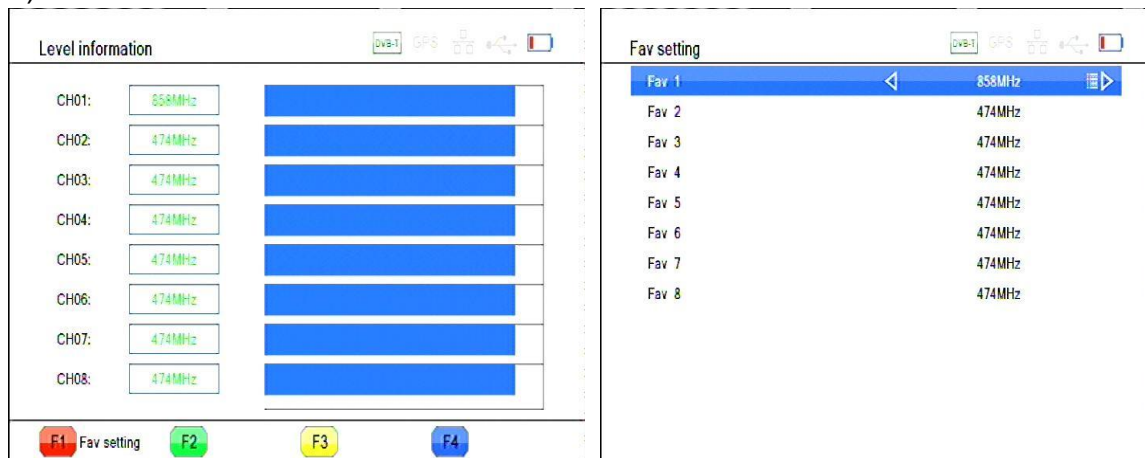 Level information
DVB-T GPS
CH01: 858MHz
CH02: 474MHz
CH03: 474MHz
CH04: 474MHz
CH05: 474MHz
CH06: 474MHz
CH07: 474MHz
CH08: 474MHz
F1 Fav setting F2 F3 F4
Fav setting
DVB-T GPS
Fav 1 858MHz
Fav 2 474MHz
Fav 3 474MHz
Fav 4 474MHz
Fav 5 474MHz
Fav 6 474MHz
Fav 7 474MHz
Fav 8 474MHz